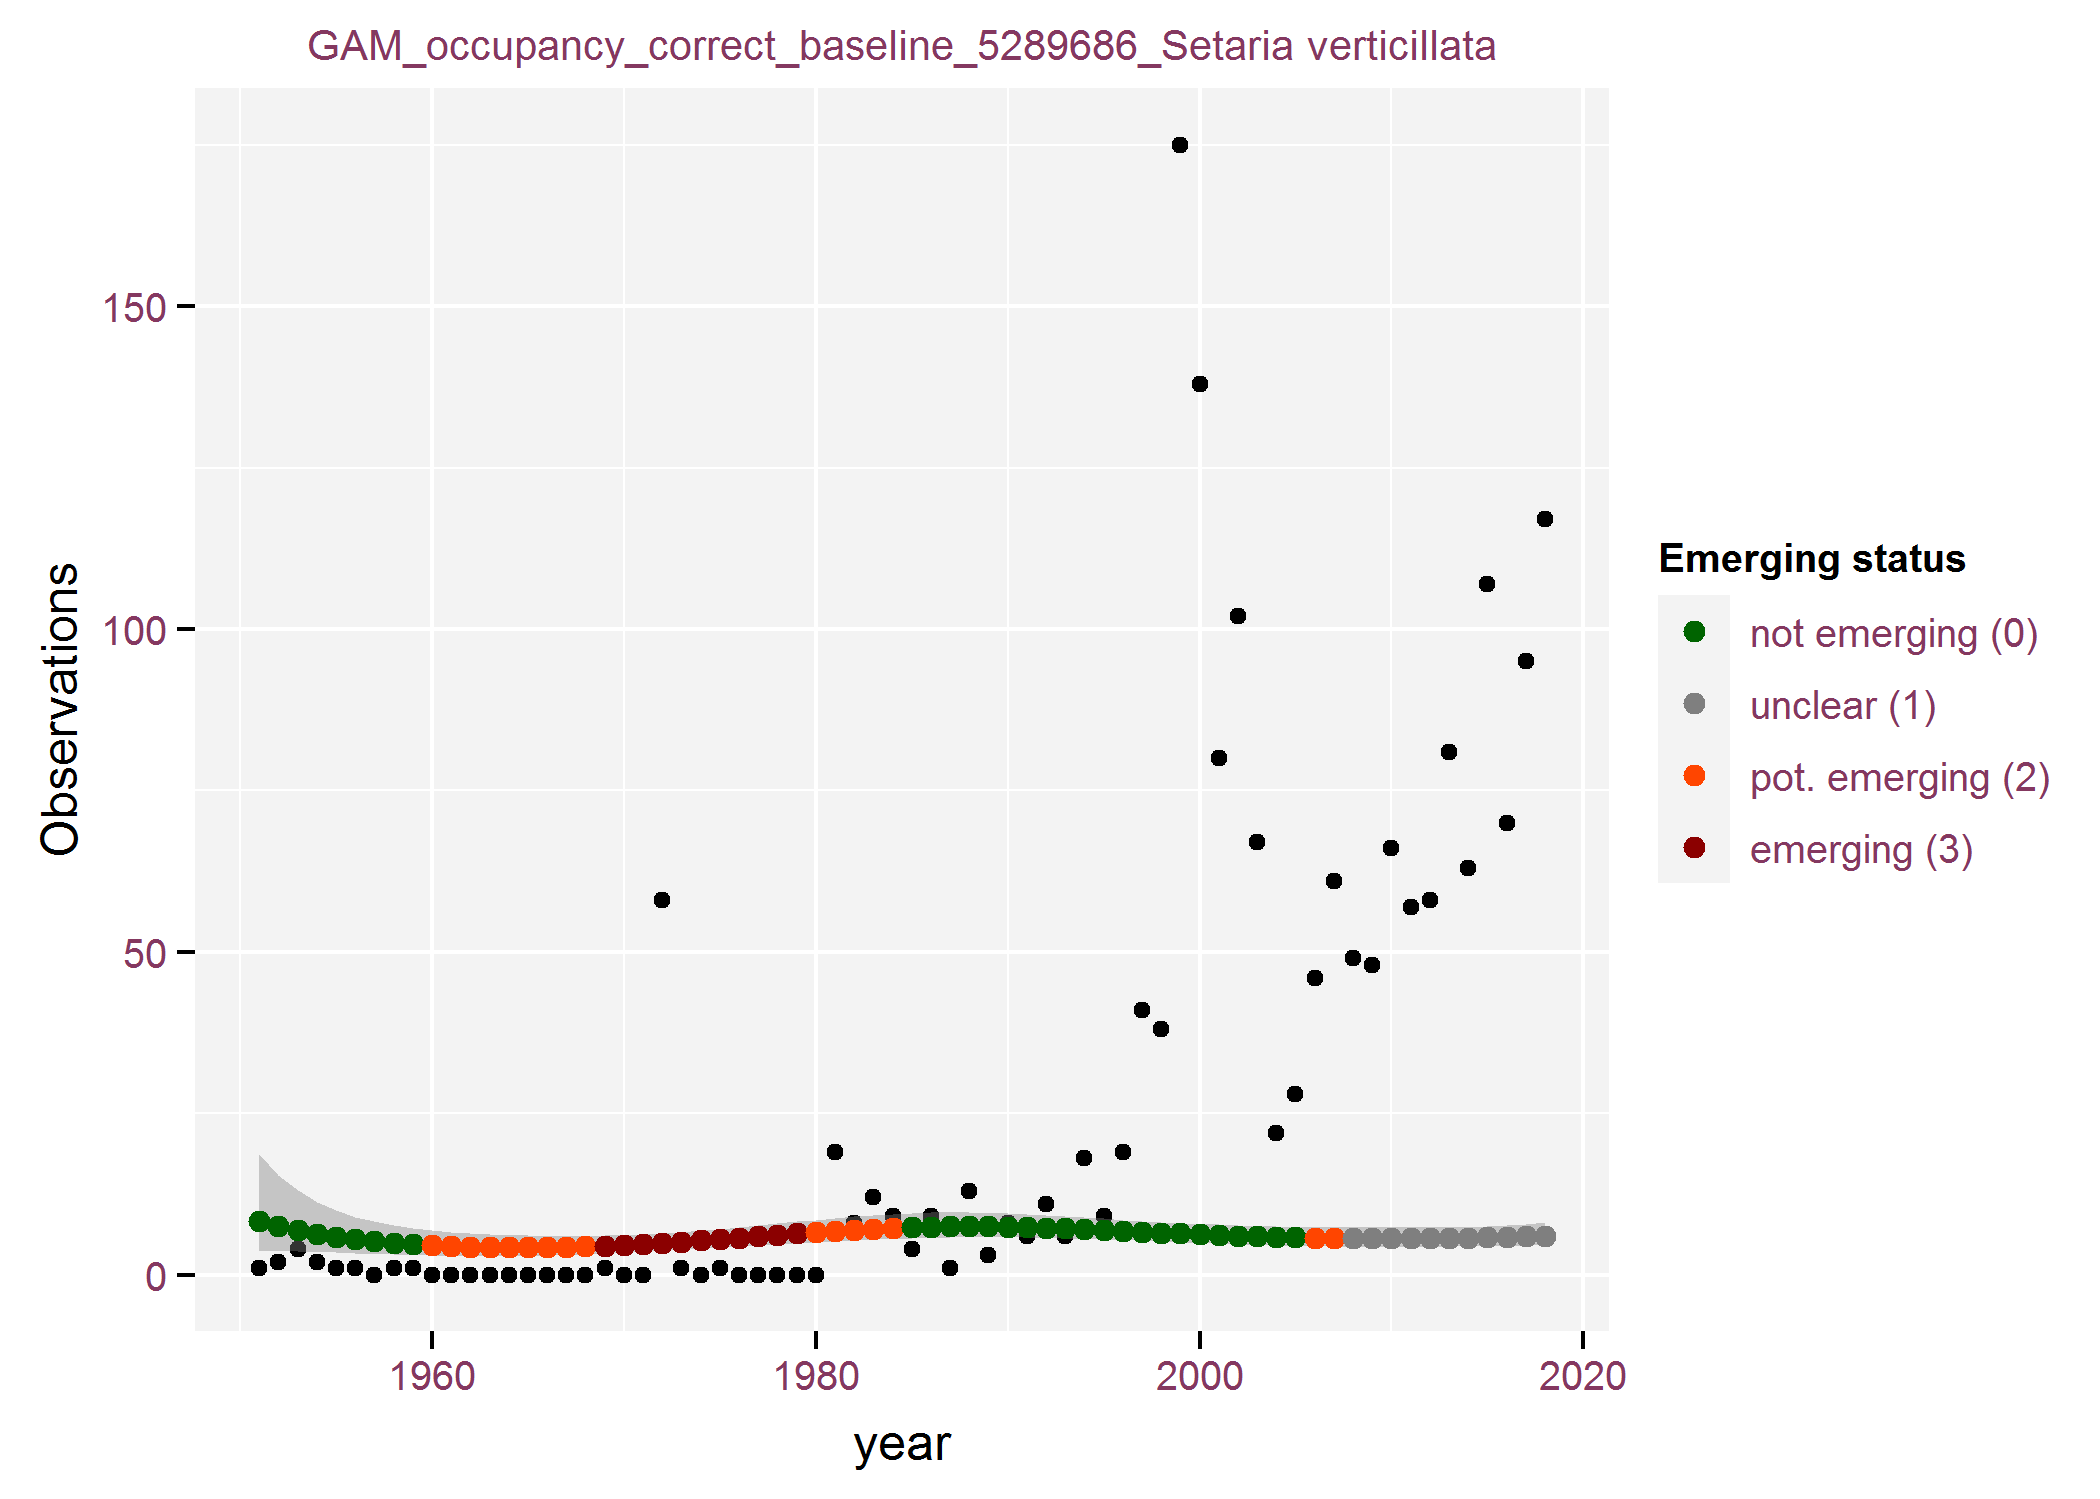 GAM_occupancy_correct_baseline_5289686_Setaria verticillata
Observations
150
100
50
0
1960
1980
2000
2020
year
Emerging status
not emerging (0)
unclear (1)
pot. emerging (2)
emerging (3)